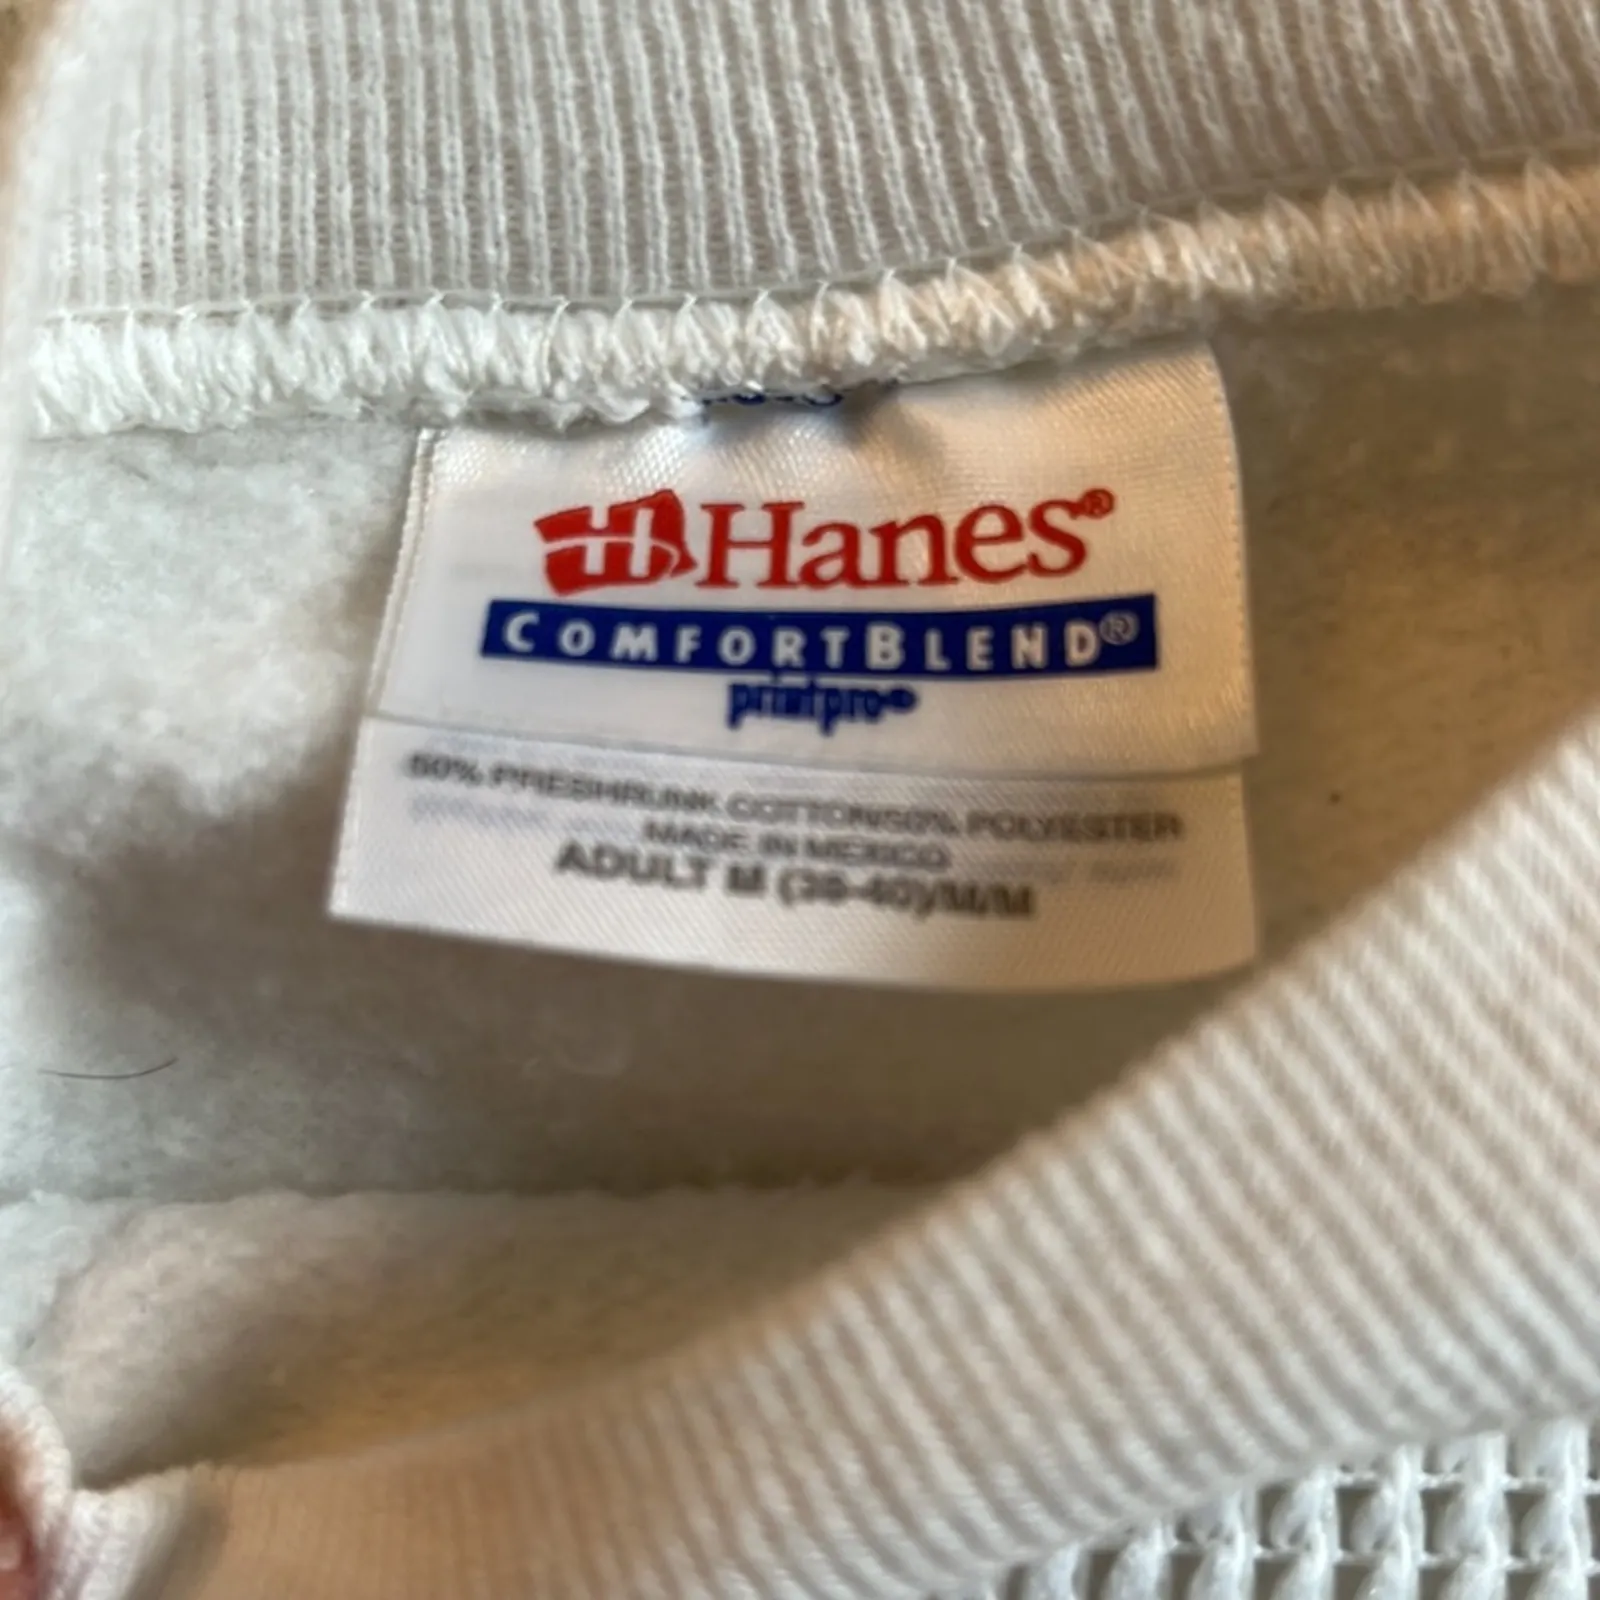 Hanes®
COMFORTBLEND®
printpro®
50% PRESHRUNK COTTON/50% POLYESTER
MADE IN MEXICO
ADULT M (38-40)/M/M